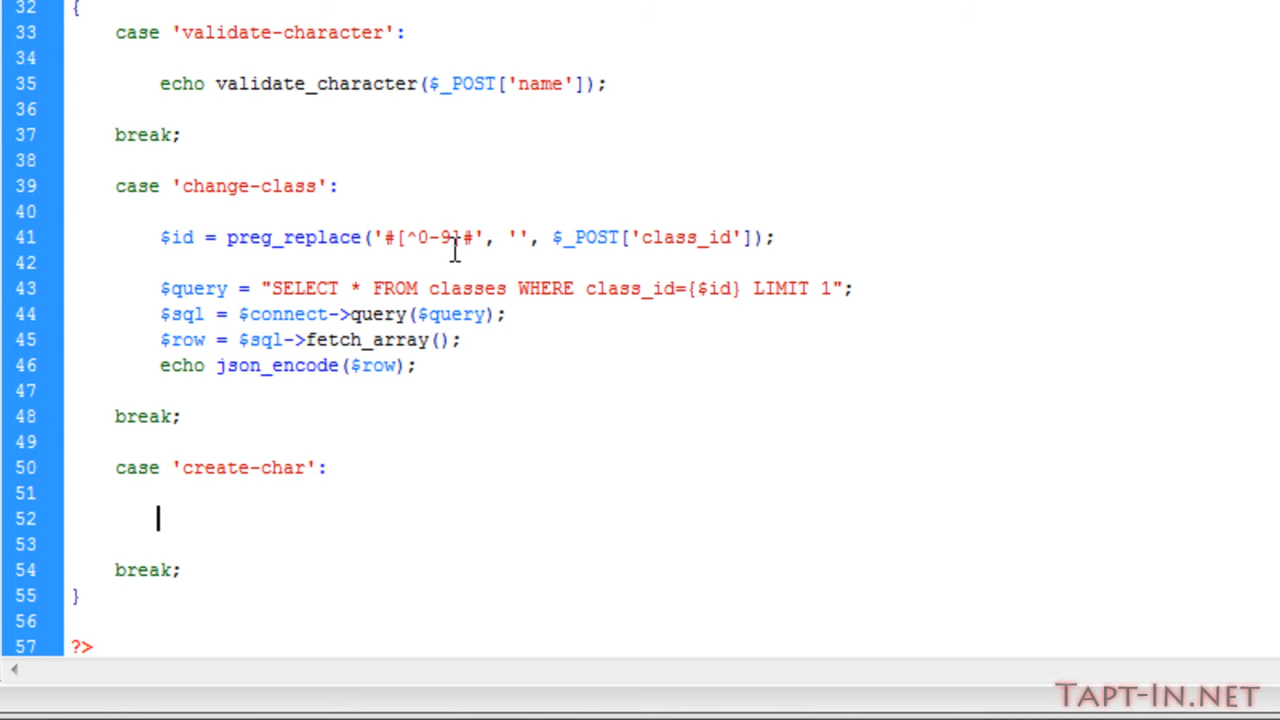 32 {
33 case 'validate-character':
34
35 echo validate_character($_POST['name']);
36
37 break;
38
39 case 'change-class':
40
41 $id = preg_replace('#[^0-9]#', '', $_POST['class_id']);
42
43 $query = "SELECT * FROM classes WHERE class_id={$id} LIMIT 1";
44 $sql = $connect->query($query);
45 $row = $sql->fetch_array();
46 echo json_encode($row);
47
48 break;
49
50 case 'create-char':
51
52
53
54 break;
55 }
56
57 ?>
TAPT-IN.NET